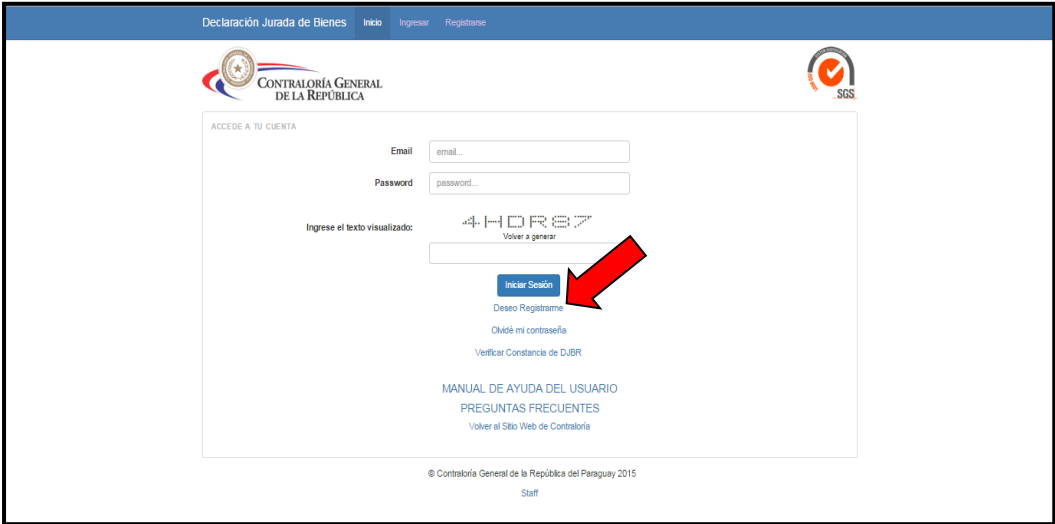 Declaración Jurada de Bienes Inicio Ingresar Registrarse
CONTRALORÍA GENERAL
DE LA REPÚBLICA
ISO 9001
SGS
ACCEDE A TU CUENTA
Email email...
Password password...
Ingrese el texto visualizado: 4HDR87
Volver a generar
Iniciar Sesión
Deseo Registrarme
Olvidé mi contraseña
Verificar Constancia de DJBR
MANUAL DE AYUDA DEL USUARIO
PREGUNTAS FRECUENTES
Volver al Sitio Web de Contraloría
© Contraloría General de la República del Paraguay 2015
Staff